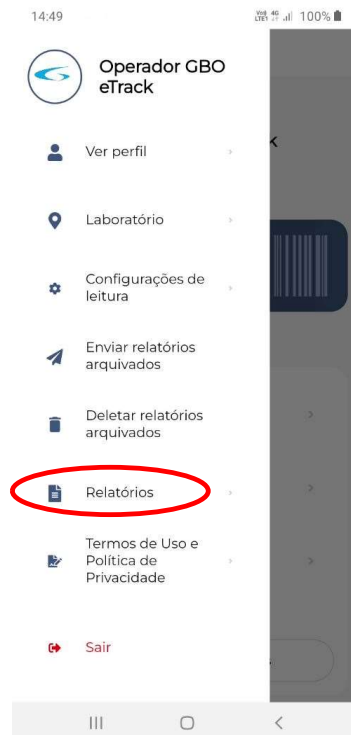 14:49
100%
Operador GBO
eTrack
Ver perfil
Laboratório
Configurações de
leitura
Enviar relatórios
arquivados
Deletar relatórios
arquivados
Relatórios
Termos de Uso e
Política de
Privacidade
Sair